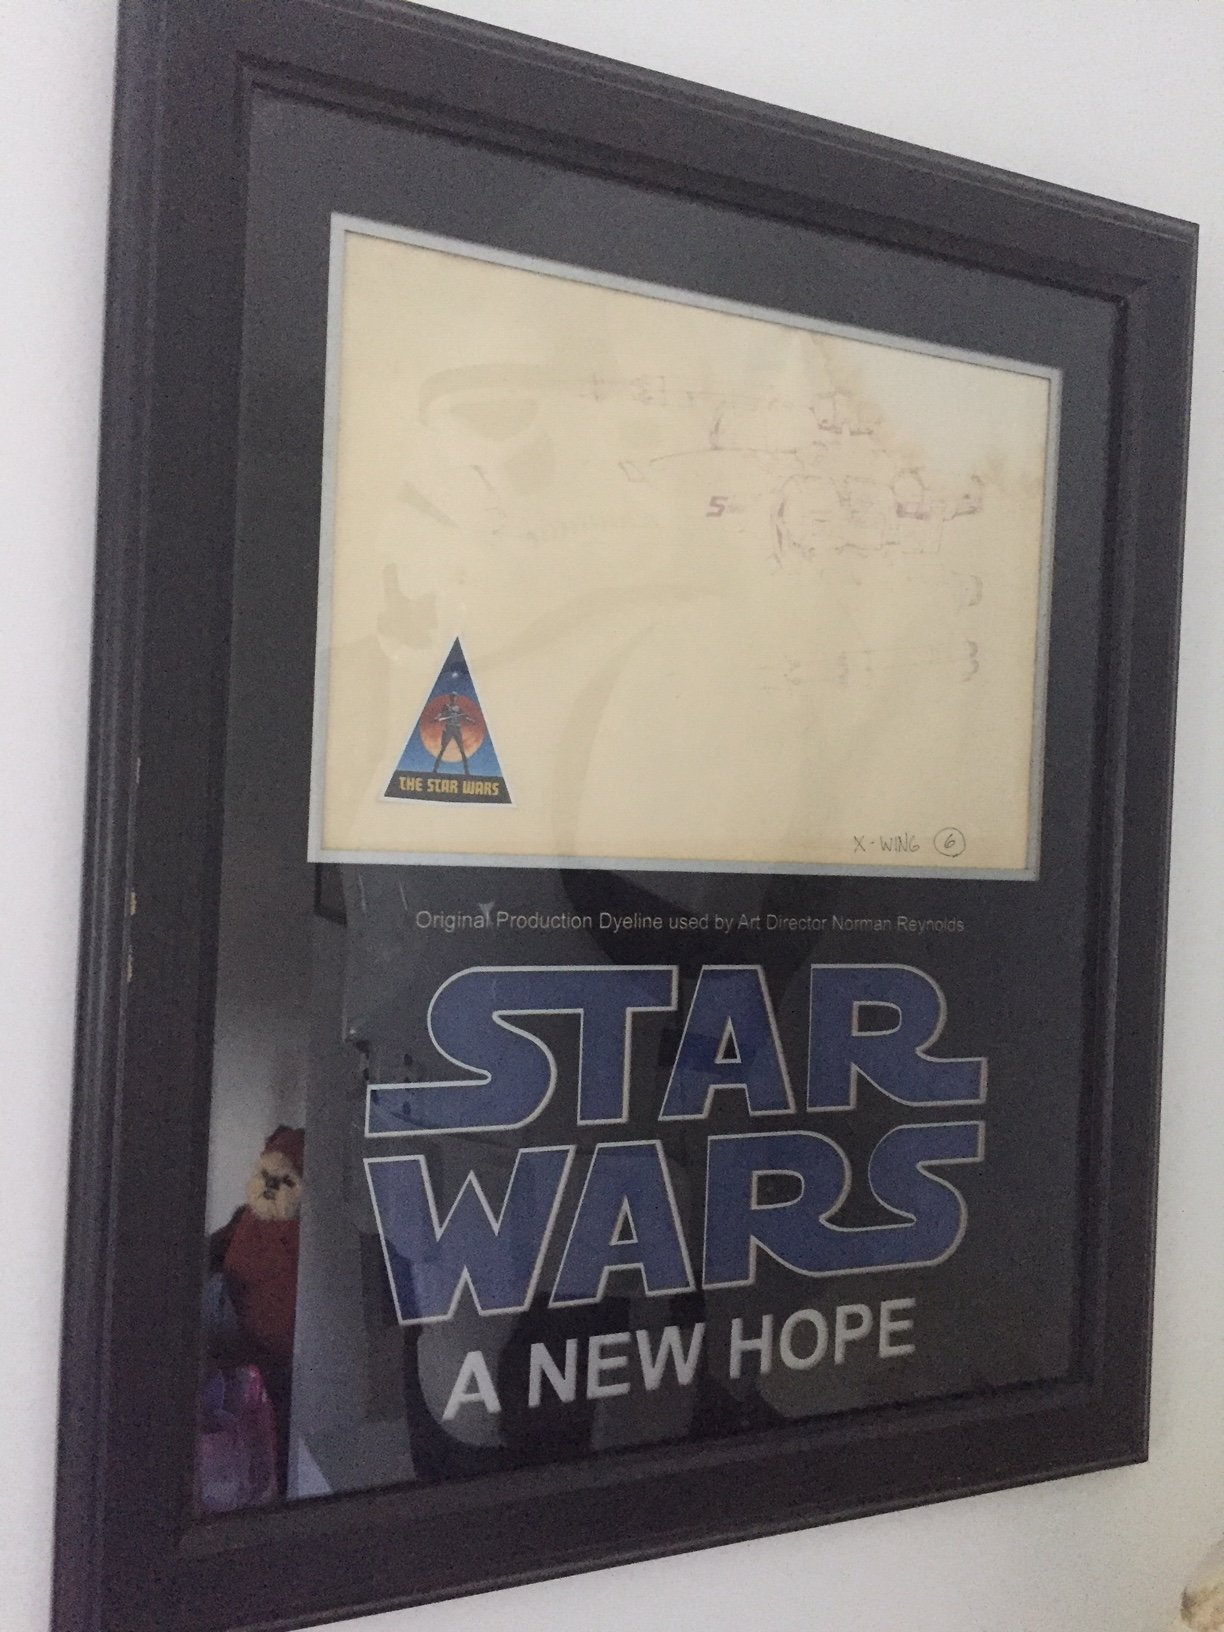 5
THE STAR WARS
X-WING 6
Original Production Dyeline used by Art Director Norman Reynolds
STAR
WARS
A NEW HOPE